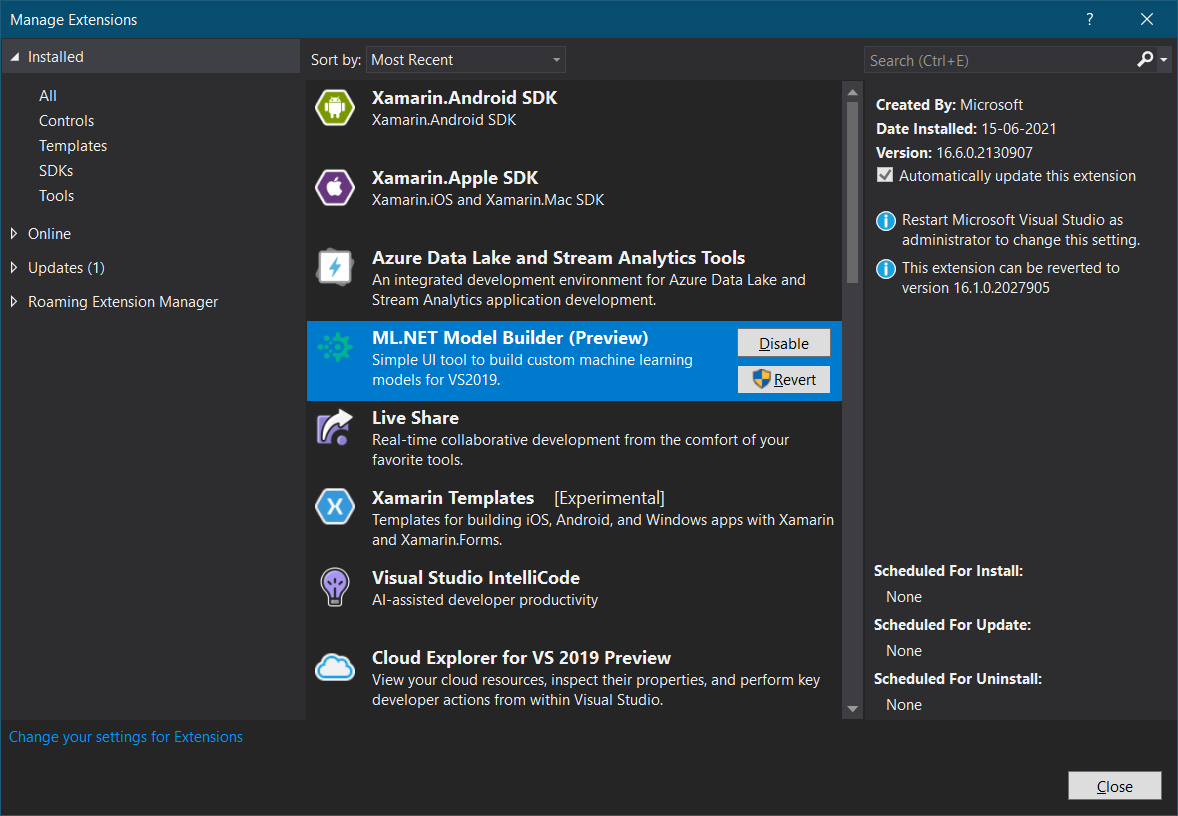 Manage Extensions
?
Installed
All
Controls
Templates
SDKs
Tools
Online
Updates (1)
Roaming Extension Manager
Sort by: Most Recent
Xamarin.Android SDK
Xamarin.Android SDK
Xamarin.Apple SDK
Xamarin.iOS and Xamarin.Mac SDK
Azure Data Lake and Stream Analytics Tools
An integrated development environment for Azure Data Lake and
Stream Analytics application development.
ML.NET Model Builder (Preview)
Simple UI tool to build custom machine learning
models for VS2019.
Disable
Revert
Live Share
Real-time collaborative development from the comfort of your
favorite tools.
Xamarin Templates [Experimental]
Templates for building iOS, Android, and Windows apps with Xamarin
and Xamarin.Forms.
Visual Studio IntelliCode
AI-assisted developer productivity
Cloud Explorer for VS 2019 Preview
View your cloud resources, inspect their properties, and perform key
developer actions from within Visual Studio.
Search (Ctrl+E)
Created By: Microsoft
Date Installed: 15-06-2021
Version: 16.6.0.2130907
Automatically update this extension
Restart Microsoft Visual Studio as
administrator to change this setting.
This extension can be reverted to
version 16.1.0.2027905
Scheduled For Install:
None
Scheduled For Update:
None
Scheduled For Uninstall:
None
Change your settings for Extensions
Close